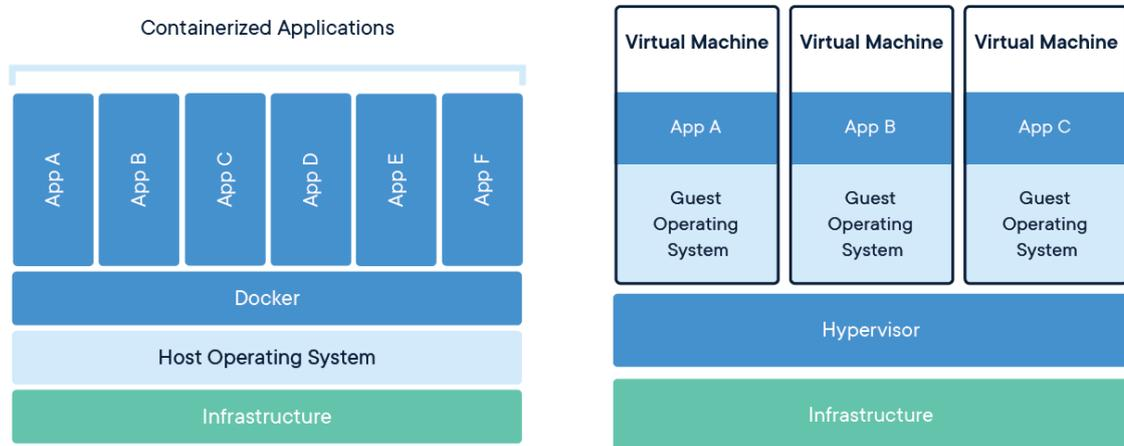 Containerized Applications
App A
App B
App C
App D
App E
App F
Docker
Host Operating System
Infrastructure
Virtual Machine
App A
Guest
Operating
System
Virtual Machine
App B
Guest
Operating
System
Virtual Machine
App C
Guest
Operating
System
Hypervisor
Infrastructure